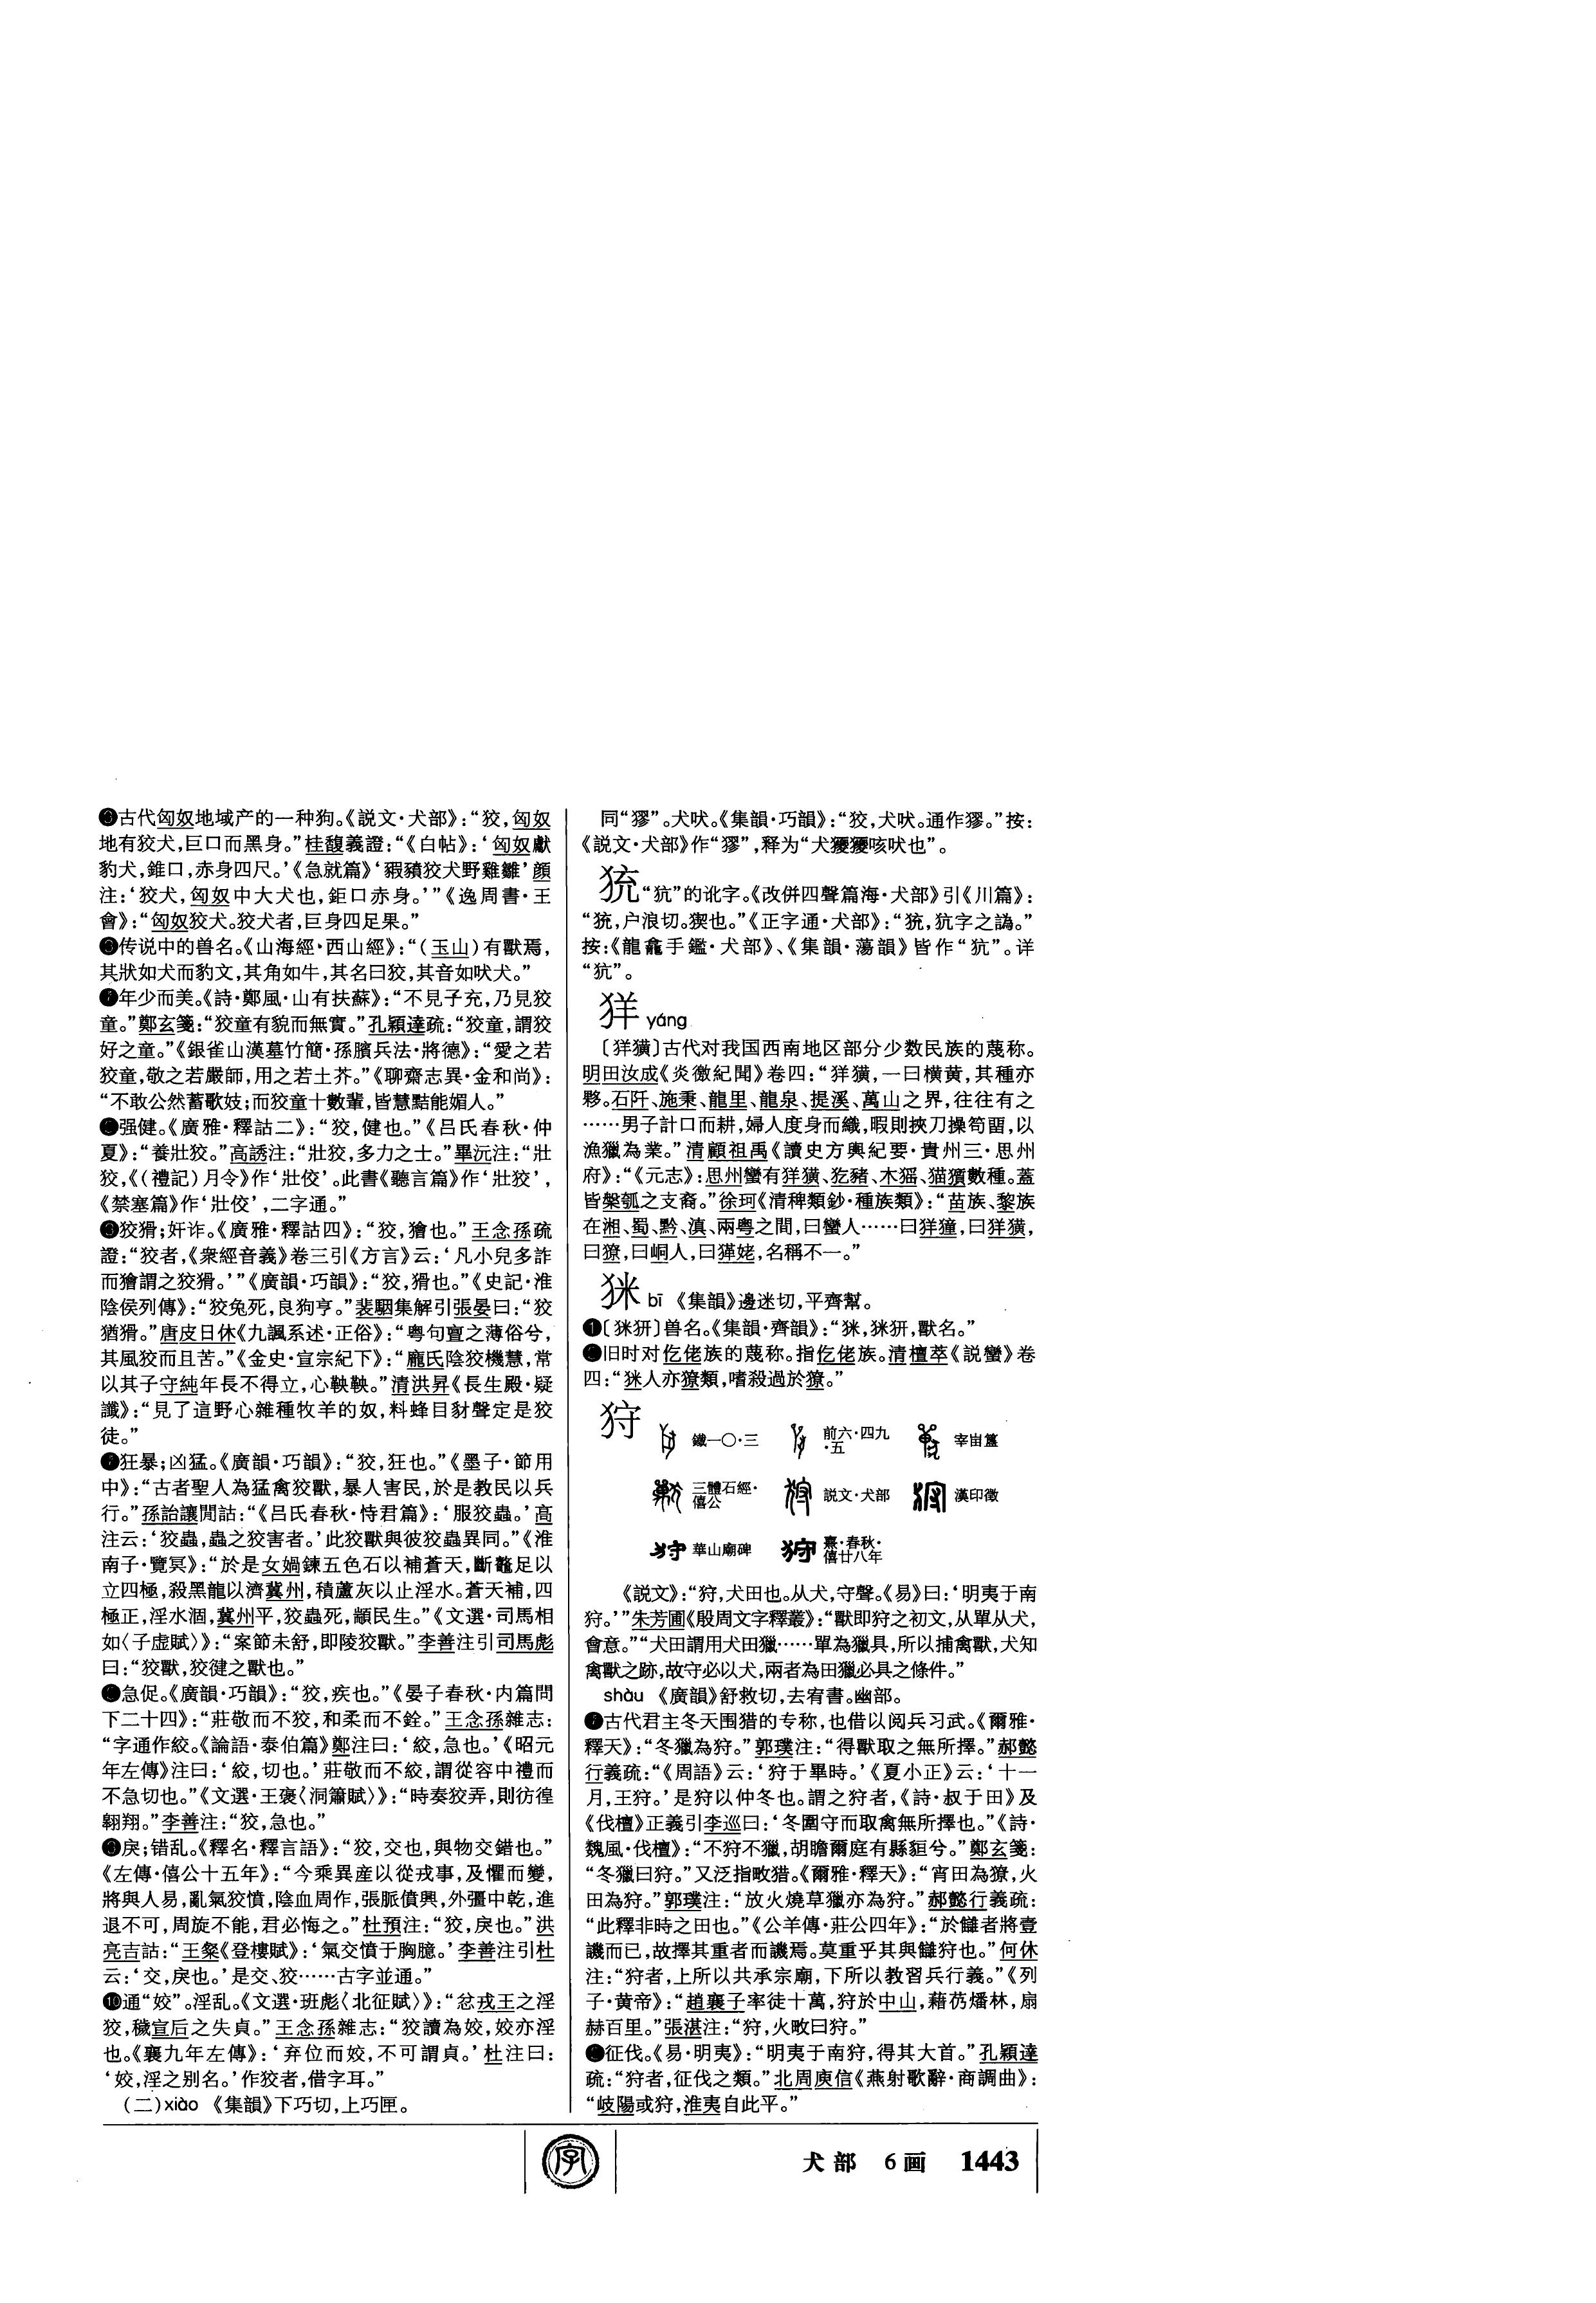 ❸古代匈奴地域产的一种狗。《説文·犬部》：“狡，匈奴
地有狡犬，巨口而黑身。”桂馥義證：“《白帖》：‘匈奴獻
豹犬，錐口，赤身四尺。’《急就篇》‘豭豶狡犬野雞雛’顔
注：‘狡犬，匈奴中大犬也，鉅口赤身。’”《逸周書·王
會》：“匈奴狡犬。狡犬者，巨身四足果。”
❸传说中的兽名。《山海經·西山經》：“（玉山）有獸焉，
其狀如犬而豹文，其角如牛，其名曰狡，其音如吠犬。”
年少而美。《詩·鄭風·山有扶蘇》：“不見子充，乃見狡
童。”鄭玄箋：“狡童有貌而無實。”孔穎達疏：“狡童，謂狡
好之童。”《銀雀山漢墓竹簡·孫臏兵法·將德》：“愛之若
狡童，敬之若嚴師，用之若土芥。”《聊齋志異·金和尚》：
“不敢公然蓄歌妓；而狡童十數輩，皆慧黠能媚人。”
强健。《廣雅·釋詁二》：“狡，健也。”《吕氏春秋·仲
夏》：“養壯狡。”高誘注：“壯狡，多力之士。”畢沅注：“壯
狡，《（禮記）月令》作‘壯佼’。此書《聽言篇》作‘壯狡’，
《禁塞篇》作‘壯佼’，二字通。”
狡猾；奸诈。《廣雅·釋詁四》：“狡，獪也。”王念孫疏
證：“狡者，《衆經音義》卷三引《方言》云：‘凡小兒多詐
而獪謂之狡猾。’”《廣韻·巧韻》：“狡，猾也。”《史記·淮
陰侯列傳》：“狡兔死，良狗亨。”裴駰集解引張晏曰：“狡
猶猾。”唐皮日休《九諷系述·正俗》：“粤句亶之薄俗兮，
其風狡而且苦。”《金史·宣宗紀下》：“龐氏陰狡機慧，常
以其子守純年長不得立，心鞅鞅。”清洪昇《長生殿·疑
讖》：“見了這野心雜種牧羊的奴，料蜂目豺聲定是狡
徒。”
狂暴；凶猛。《廣韻·巧韻》：“狡，狂也。”《墨子·節用
中》：“古者聖人為猛禽狡獸，暴人害民，於是教民以兵
行。”孫詒讓閒詁：“《吕氏春秋·恃君篇》：‘服狡蟲。’高
注云：‘狡蟲，蟲之狡害者。’此狡獸與彼狡蟲異同。”《淮
南子·覽冥》：“於是女媧鍊五色石以補蒼天，斷鼇足以
立四極，殺黑龍以濟冀州，積蘆灰以止淫水。蒼天補，四
極正，淫水涸，冀州平，狡蟲死，顓民生。”《文選·司馬相
如〈子虚賦〉》：“案節未舒，即陵狡獸。”李善注引司馬彪
曰：“狡獸，狡健之獸也。”
急促。《廣韻·巧韻》：“狡，疾也。”《晏子春秋·内篇問
下二十四》：“莊敬而不狡，和柔而不銓。”王念孫雜志：
“字通作絞。《論語·泰伯篇》鄭注曰：‘絞，急也。’《昭元
年左傳》注曰：‘絞，切也。’莊敬而不絞，謂從容中禮而
不急切也。”《文選·王褒〈洞簫賦〉》：“時奏狡弄，則彷徨
翱翔。”李善注：“狡，急也。”
戾；错乱。《釋名·釋言語》：“狡，交也，與物交錯也。”
《左傳·僖公十五年》：“今乘異産以從戎事，及懼而變，
將與人易，亂氣狡憤，陰血周作，張脈僨興，外彊中乾，進
退不可，周旋不能，君必悔之。”杜預注：“狡，戾也。”洪
亮吉詁：“王粲《登樓賦》：‘氣交憤于胸臆。’李善注引杜
云：‘交，戾也。’是交、狡……古字並通。”
❿通“姣”。淫乱。《文選·班彪〈北征賦〉》：“忿戎王之淫
狡，穢宣后之失貞。”王念孫雜志：“狡讀為姣，姣亦淫
也。《襄九年左傳》：‘弃位而姣，不可謂貞。’杜注曰：
‘姣，淫之别名。’作狡者，借字耳。”
（二）xiào 《集韻》下巧切，上巧匣。
同“㺒”。犬吠。《集韻·巧韻》：“狡，犬吠。通作㺒。”按：
《説文·犬部》作“㺒”，释为“犬獿獿咳吠也”。
㹭“犺”的讹字。《改併四聲篇海·犬部》引《川篇》：
“㹭，户浪切。猰也。”《正字通·犬部》：“㹭，犺字之譌。”
按：《龍龕手鑑·犬部》、《集韻·蕩韻》皆作“犺”。详
“犺”。
㹫 yáng
〔㹫獚〕古代对我国西南地区部分少数民族的蔑称。
明田汝成《炎徼紀聞》卷四：“㹫獚，一曰横黄，其種亦
夥。石阡、施秉、龍里、龍泉、提溪、萬山之界，往往有之
……男子計口而耕，婦人度身而織，暇則挾刀操笱罶，以
漁獵為業。”清顧祖禹《讀史方輿紀要·貴州三·思州
府》：“《元志》：思州蠻有㹫獚、犵豬、木猺、猫獚數種。蓋
皆槃瓠之支裔。”徐珂《清稗類鈔·種族類》：“苗族、黎族
在湘、蜀、黔、滇、兩粤之間，曰蠻人……曰㹫獞，曰㹫獚，
曰獠，曰峒人，曰㺔狫，名稱不一。”
㹯 bī 《集韻》邊迷切，平齊幫。
❶〔㹯㹩〕兽名。《集韻·齊韻》：“㹯，㹯㹩，獸名。”
旧时对仡佬族的蔑称。指仡佬族。清檀萃《説蠻》卷
四：“㹯人亦獠類，嗜殺過於獠。”
狩
鐵一〇·三 前六·四九·五 宰甾簋
三體石經·僖公 説文·犬部 漢印徵
華山廟碑 熹·春秋·僖廿八年
《説文》：“狩，犬田也。从犬，守聲。《易》曰：‘明夷于南
狩。’”朱芳圃《殷周文字釋叢》：“獸即狩之初文，从單从犬，
會意。”“犬田謂用犬田獵……單為獵具，所以捕禽獸，犬知
禽獸之跡，故守必以犬，兩者為田獵必具之條件。”
shàu 《廣韻》舒救切，去宥書。幽部。
古代君主冬天围猎的专称，也借以阅兵习武。《爾雅·
釋天》：“冬獵為狩。”郭璞注：“得獸取之無所擇。”郝懿
行義疏：“《周語》云：‘狩于畢時。’《夏小正》云：‘十一
月，王狩。’是狩以仲冬也。謂之狩者，《詩·叔于田》及
《伐檀》正義引李巡曰：‘冬圍守而取禽無所擇也。”《詩·
魏風·伐檀》：“不狩不獵，胡瞻爾庭有縣貆兮。”鄭玄箋：
“冬獵曰狩。”又泛指畋猎。《爾雅·釋天》：“宵田為獠，火
田為狩。”郭璞注：“放火燒草獵亦為狩。”郝懿行義疏：
“此釋非時之田也。”《公羊傳·莊公四年》：“於讎者將壹
譏而已，故擇其重者而譏焉。莫重乎其與讎狩也。”何休
注：“狩者，上所以共承宗廟，下所以教習兵行義。”《列
子·黄帝》：“趙襄子率徒十萬，狩於中山，藉芿燔林，扇
赫百里。”張湛注：“狩，火畋曰狩。”
征伐。《易·明夷》：“明夷于南狩，得其大首。”孔穎達
疏：“狩者，征伐之類。”北周庾信《燕射歌辭·商調曲》：
“岐陽或狩，淮夷自此平。”
字
犬部 6画 1443